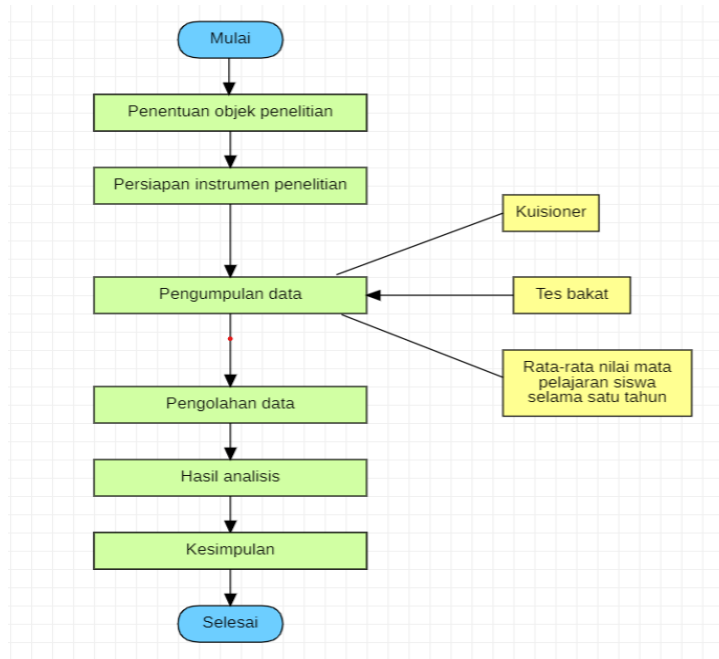 Mulai
Penentuan objek penelitian
Persiapan instrumen penelitian
Kuisioner
Pengumpulan data
Tes bakat
Rata-rata nilai mata
pelajaran siswa
selama satu tahun
Pengolahan data
Hasil analisis
Kesimpulan
Selesai